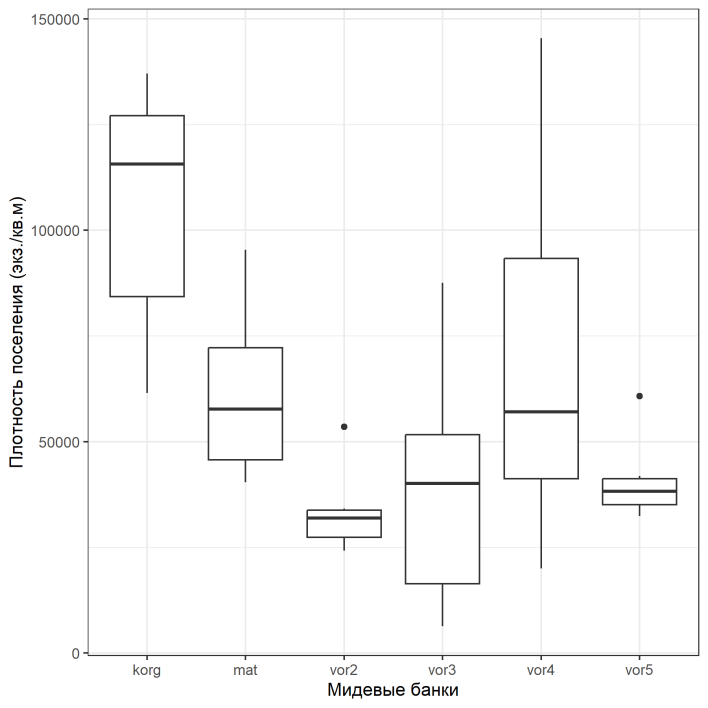 Плотность поселения (экз./кв.м)
150000
100000
50000
0
korg mat vor2 vor3 vor4 vor5
Мидевые банки